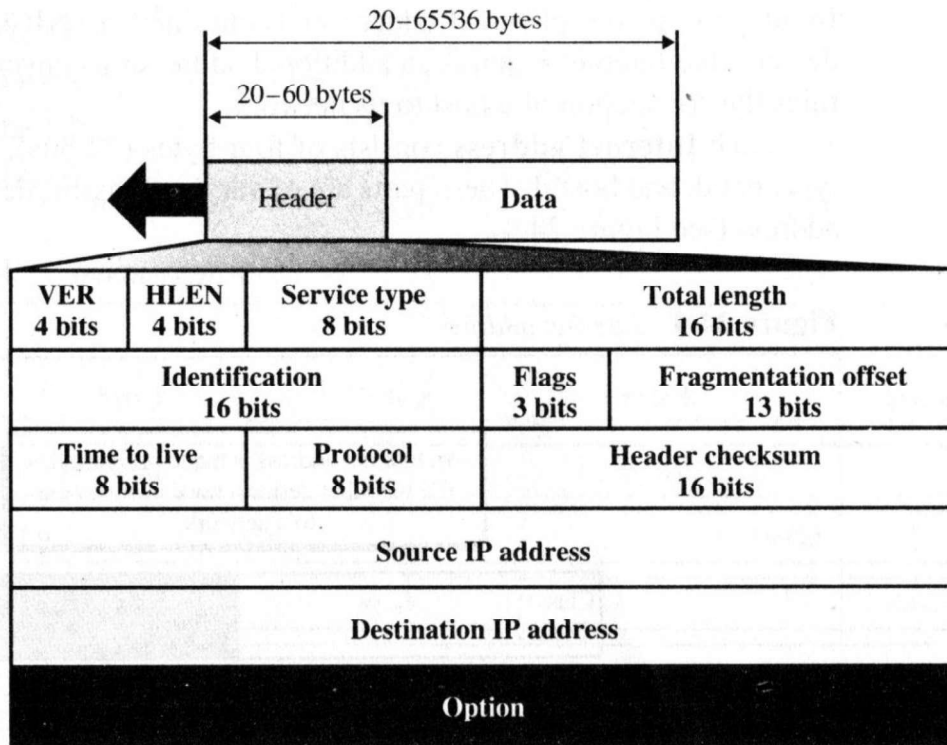 20–65536 bytes
20–60 bytes
Header Data
VER HLEN Service type Total length
4 bits 4 bits 8 bits 16 bits
Identification Flags Fragmentation offset
16 bits 3 bits 13 bits
Time to live Protocol Header checksum
8 bits 8 bits 16 bits
Source IP address
Destination IP address
Option